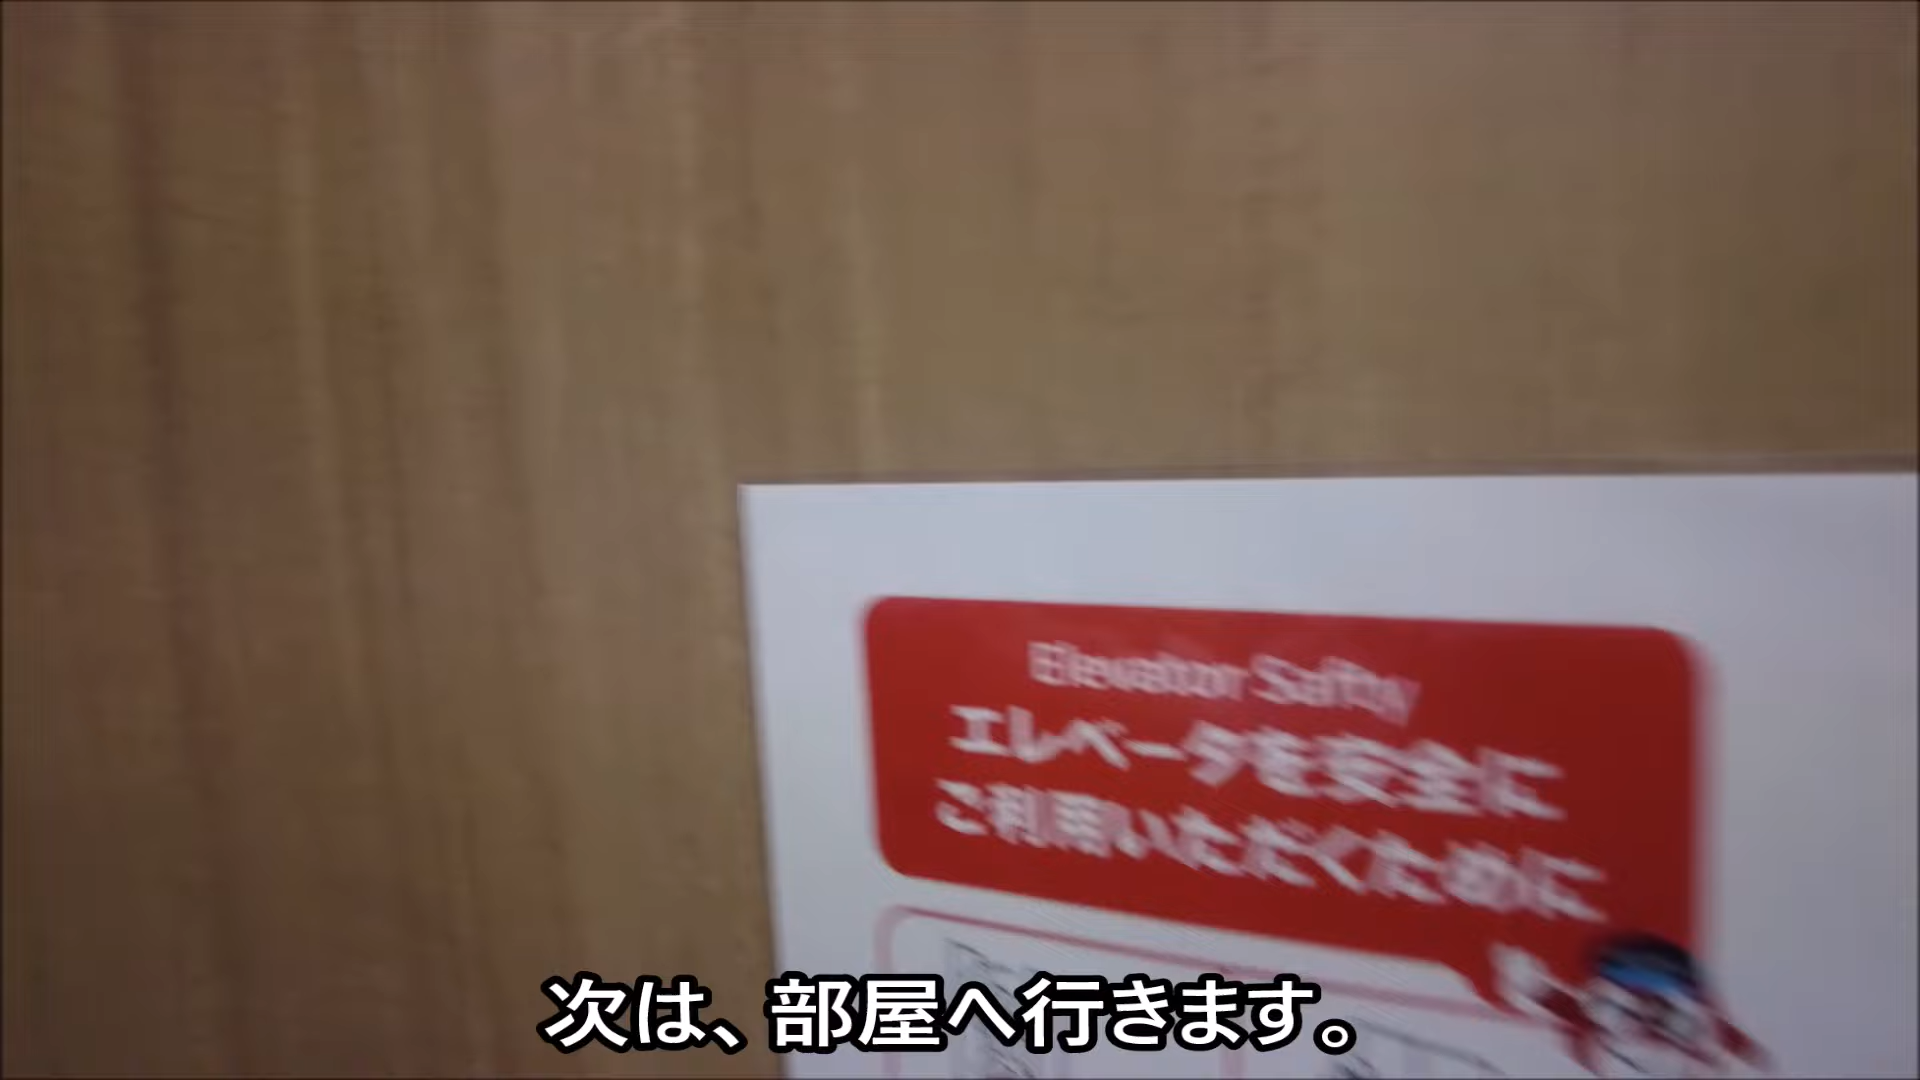 Elevator Safty
エレベータを安全に
ご利用いただくために
次は、部屋へ行きます。